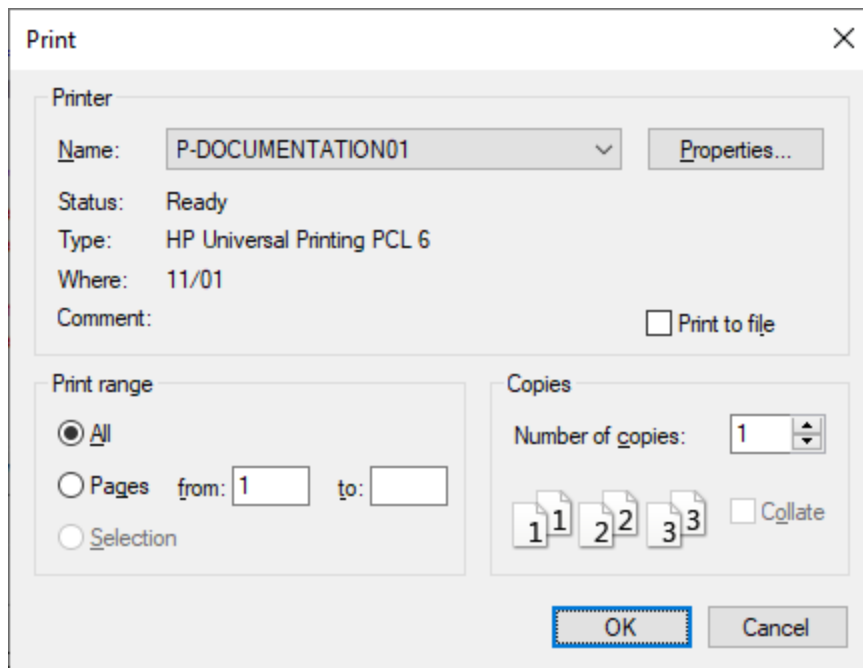 Print
Printer
Name: P-DOCUMENTATION01 Properties...
Status: Ready
Type: HP Universal Printing PCL 6
Where: 11/01
Comment:
Print to file
Print range
All
Pages from: 1 to:
Selection
Copies
Number of copies: 1
1 1 2 2 3 3 Collate
OK Cancel